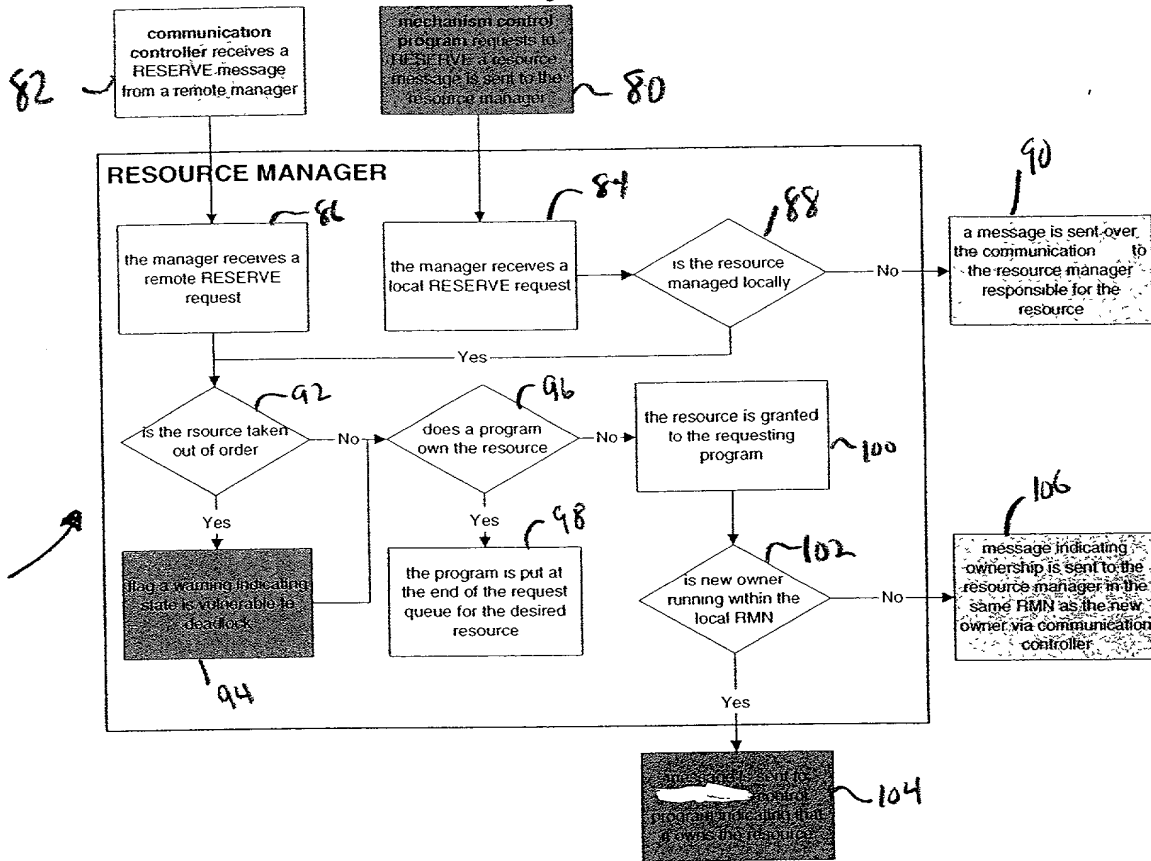 communication
controller receives a
RESERVE message
from a remote manager
82
mechanism control
program requests to
RESERVE a resource
message is sent to the
resource manager
80
RESOURCE MANAGER
86
the manager receives a
remote RESERVE
request
84
the manager receives a
local RESERVE request
88
is the resource
managed locally
No
90
a message is sent over
the communication to
the resource manager
responsible for the
resource
Yes
92
is the rsource taken
out of order
No
96
does a program
own the resource
No
the resource is granted
to the requesting
program
100
Yes
94
flag a warning indicating
state is vulnerable to
deadlock
Yes
98
the program is put at
the end of the request
queue for the desired
resource
102
is new owner
running within the
local RMN
No
106
message indicating
ownership is sent to the
resource manager in the
same RMN as the new
owner via communication
controller
Yes
sent to
control
program indicating that
it owns the resource
104